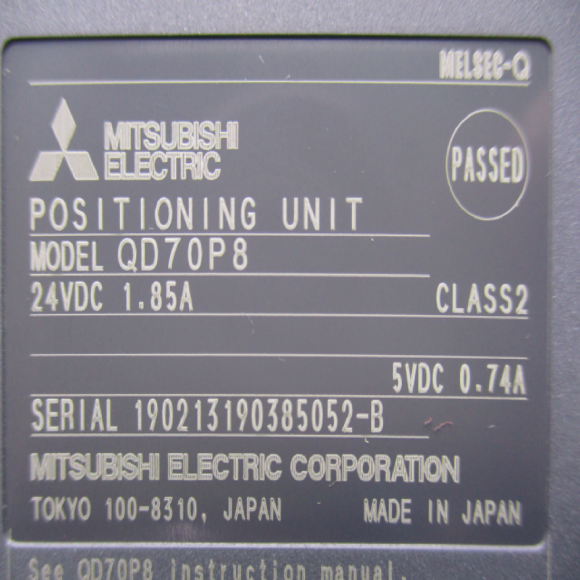 MELSEC-Q
MITSUBISHI
ELECTRIC
PASSED
POSITIONING UNIT
MODEL QD70P8
24VDC 1.85A CLASS2
5VDC 0.74A
SERIAL 190213190385052-B
MITSUBISHI ELECTRIC CORPORATION
TOKYO 100-8310, JAPAN MADE IN JAPAN
See QD70P8 Instruction manual.